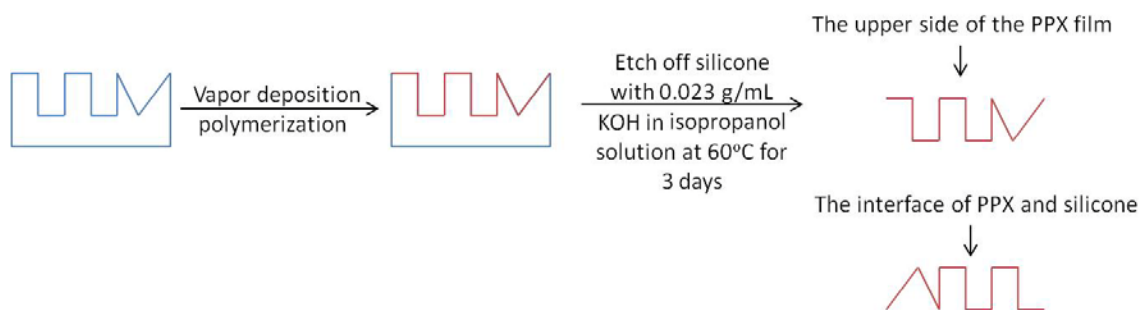 Vapor deposition
polymerization
Etch off silicone
with 0.023 g/mL
KOH in isopropanol
solution at 60ºC for
3 days
The upper side of the PPX film
The interface of PPX and silicone